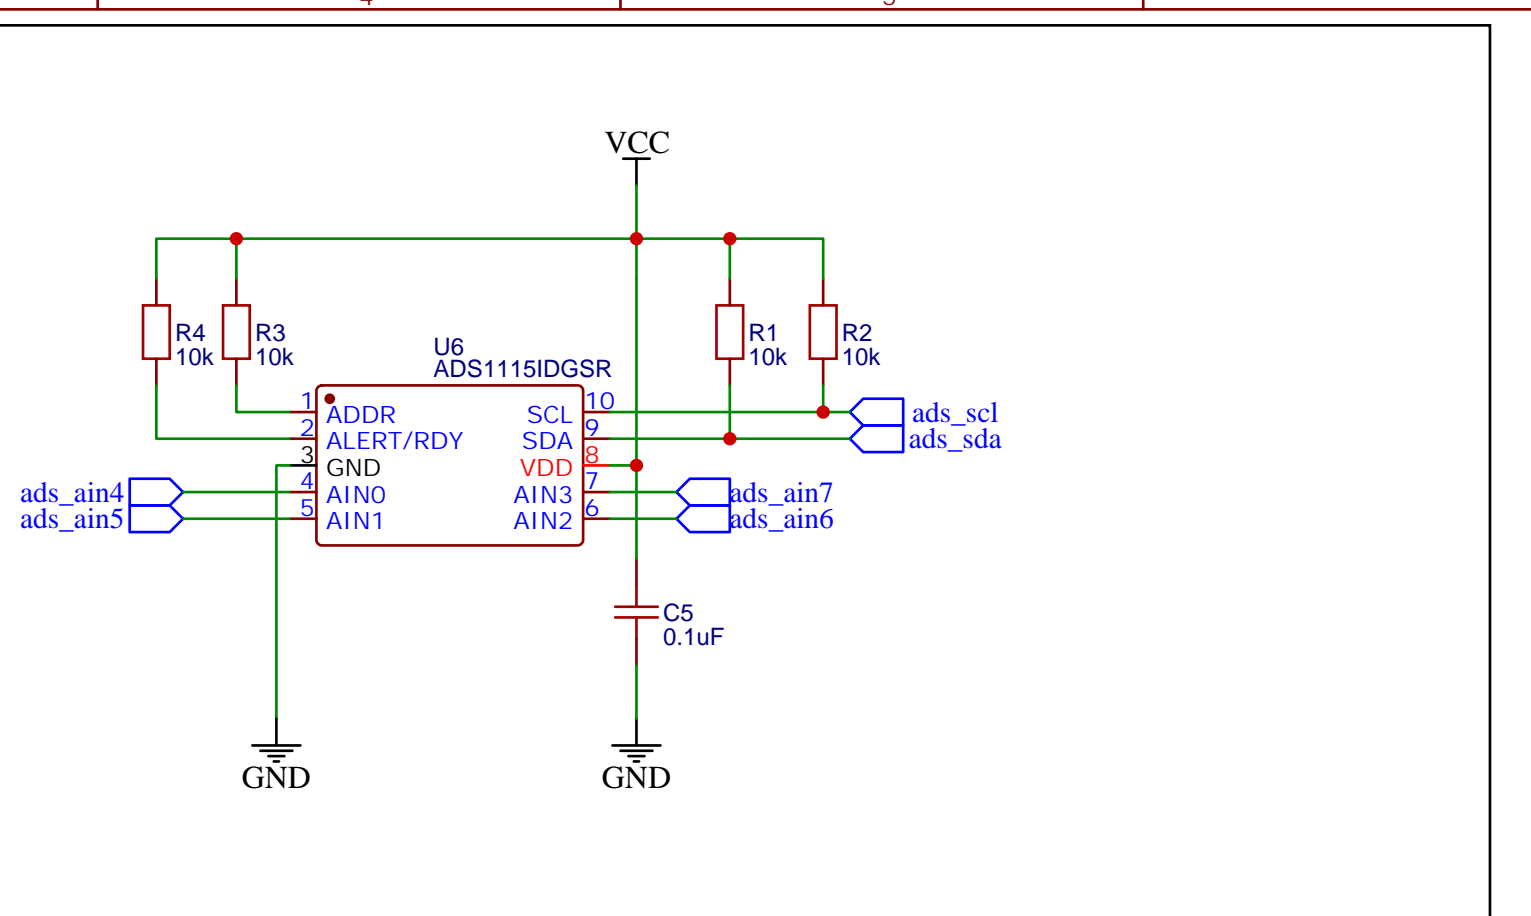 VCC
R4
10k
R3
10k
R1
10k
R2
10k
U6
ADS1115IDGSR
1
ADDR
2
ALERT/RDY
3
GND
4
AIN0
5
AIN1
SCL
10
SDA
9
VDD
8
AIN3
7
AIN2
6
ads_scl
ads_sda
ads_ain4
ads_ain5
ads_ain7
ads_ain6
C5
0.1uF
GND
GND